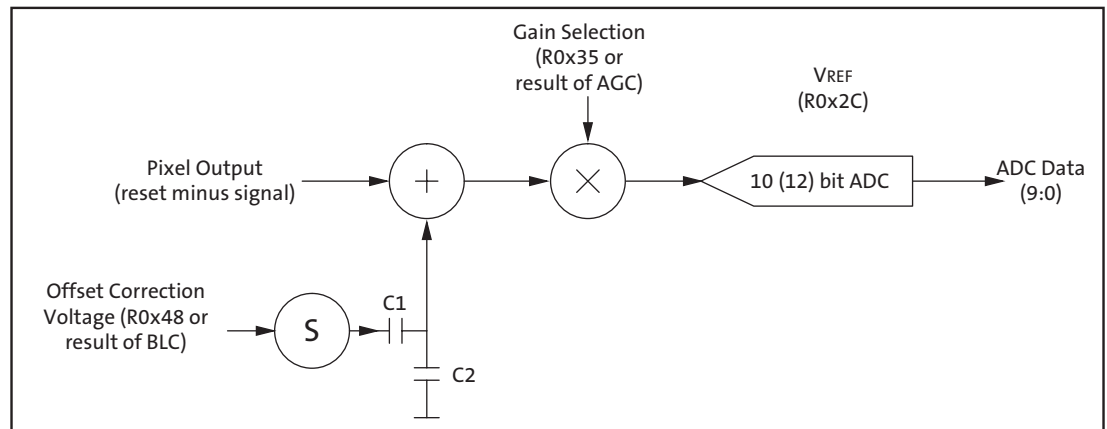 Gain Selection
(R0x35 or
result of AGC)
VREF
(R0x2C)
Pixel Output
(reset minus signal)
+
×
10 (12) bit ADC
ADC Data
(9:0)
Offset Correction
Voltage (R0x48 or
result of BLC)
S
C1
C2